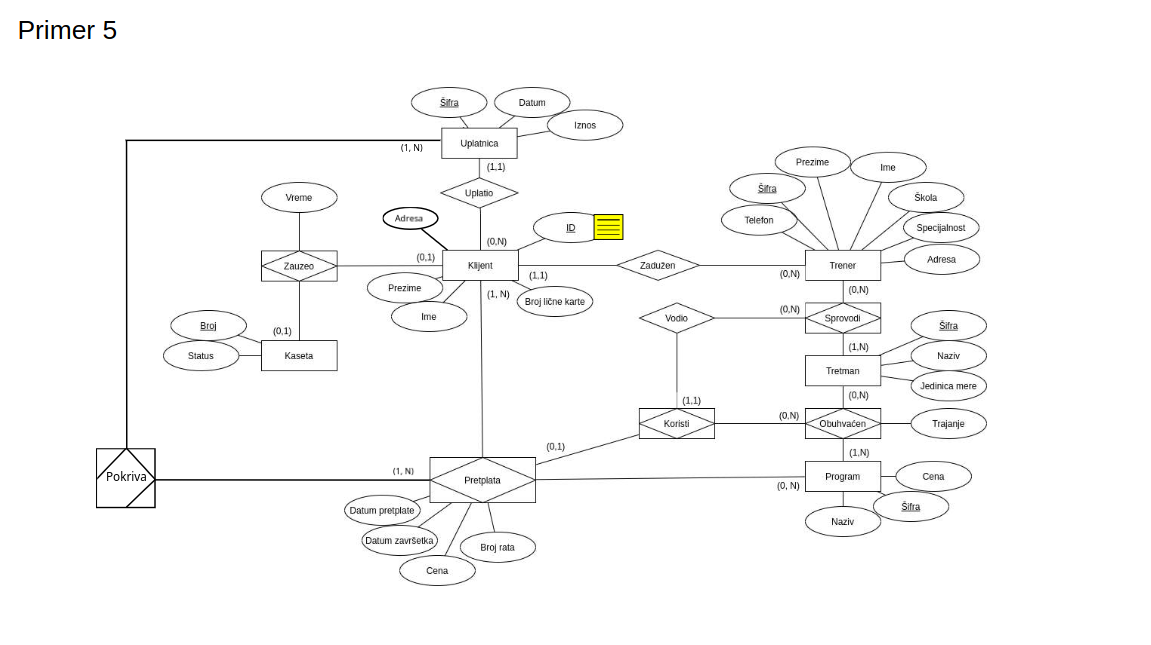 Primer 5
Šifra
Datum
Iznos
Uplatnica
(1, N)
(1,1)
Uplatio
Vreme
Adresa
ID
(0,N)
(0,1)
Zauzeo
Klijent
Zadužen
(1,1)
(0,N)
Prezime
Ime
(1, N)
Broj lične karte
Prezime
Ime
Šifra
Škola
Telefon
Specijalnost
Adresa
Trener
(0,N)
Vodio
(0,N)
Sprovodi
(1,N)
Šifra
Naziv
Jedinica mere
Tretman
(0,N)
Broj
Status
(0,1)
Kaseta
(1,1)
Koristi
(0,N)
Obuhvaćen
Trajanje
(0,1)
(1,N)
Pokriva
(1, N)
Pretplata
(0, N)
Program
Cena
Šifra
Naziv
Datum pretplate
Datum završetka
Cena
Broj rata